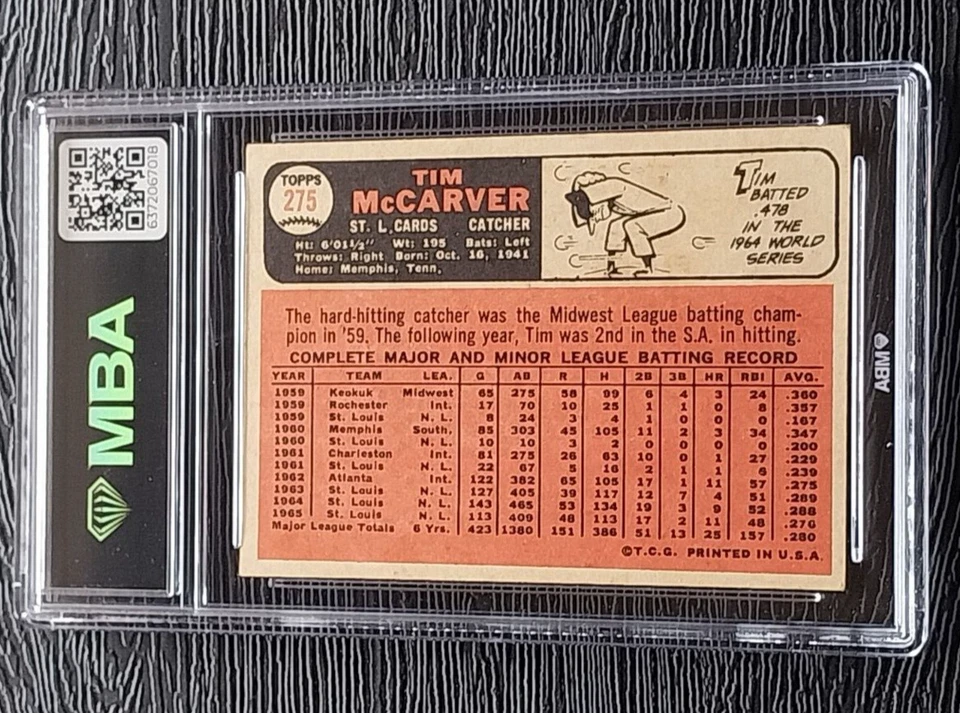 6372067018
MBA
TOPPS
275
TIM
McCARVER
ST. L. CARDS CATCHER
Ht: 6'01½" Wt: 195 Bats: Left
Throws: Right Born: Oct. 16, 1941
Home: Memphis, Tenn.
TIM
BATTED
.478
IN THE
1964 WORLD
SERIES
The hard-hitting catcher was the Midwest League batting cham-
pion in '59. The following year, Tim was 2nd in the S.A. in hitting.
COMPLETE MAJOR AND MINOR LEAGUE BATTING RECORD
YEAR TEAM LEA. G AB R H 2B 3B HR RBI AVG.
1959 Keokuk Midwest 65 275 58 99 6 4 3 24 .360
1959 Rochester Int. 17 70 10 25 1 1 0 8 .357
1959 St. Louis N. L. 8 24 3 4 1 0 0 0 .167
1960 Memphis South. 85 303 45 105 11 2 3 34 .347
1960 St. Louis N. L. 10 10 3 2 0 0 0 0 .200
1961 Charleston Int. 81 275 26 63 10 0 1 27 .229
1961 St. Louis N. L. 22 67 5 16 2 1 1 6 .239
1962 Atlanta Int. 122 382 65 105 17 1 11 57 .275
1963 St. Louis N. L. 127 405 39 117 12 7 4 51 .289
1964 St. Louis N. L. 143 465 53 134 19 3 9 52 .288
1965 St. Louis N. L. 113 409 48 113 17 2 11 48 .276
Major League Totals 6 Yrs. 423 1380 151 386 51 13 25 157 .280
©T.C.G. PRINTED IN U.S.A.
MBA